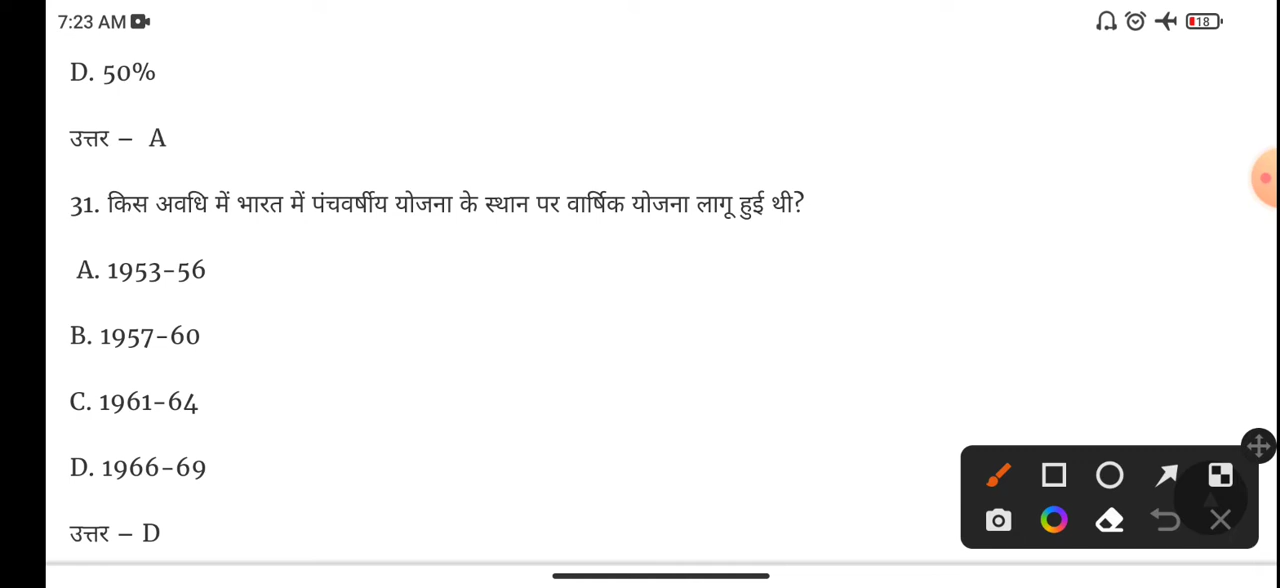 7:23 AM
18
D. 50%
उत्तर – A
31. किस अवधि में भारत में पंचवर्षीय योजना के स्थान पर वार्षिक योजना लागू हुई थी?
A. 1953-56
B. 1957-60
C. 1961-64
D. 1966-69
उत्तर – D